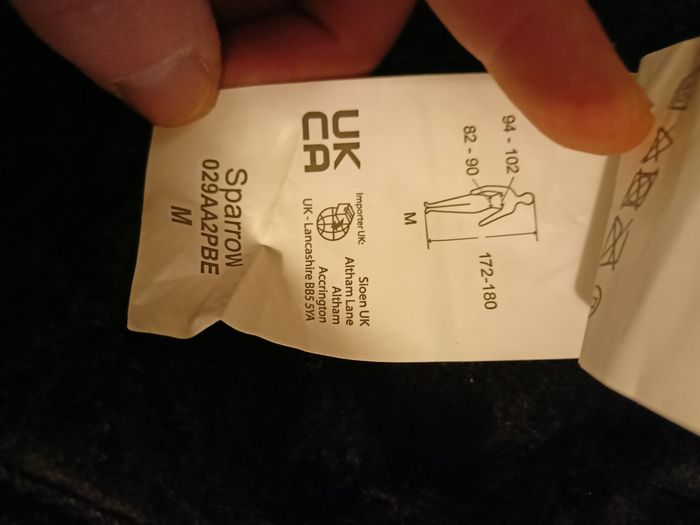 94 - 102
82 - 90
172-180
M
UK
CA
Importer UK:
Sloen UK
Altham Lane
Altham
Accrington
UK - Lancashire BB5 5YA
Sparrow
029AA2PBE
M